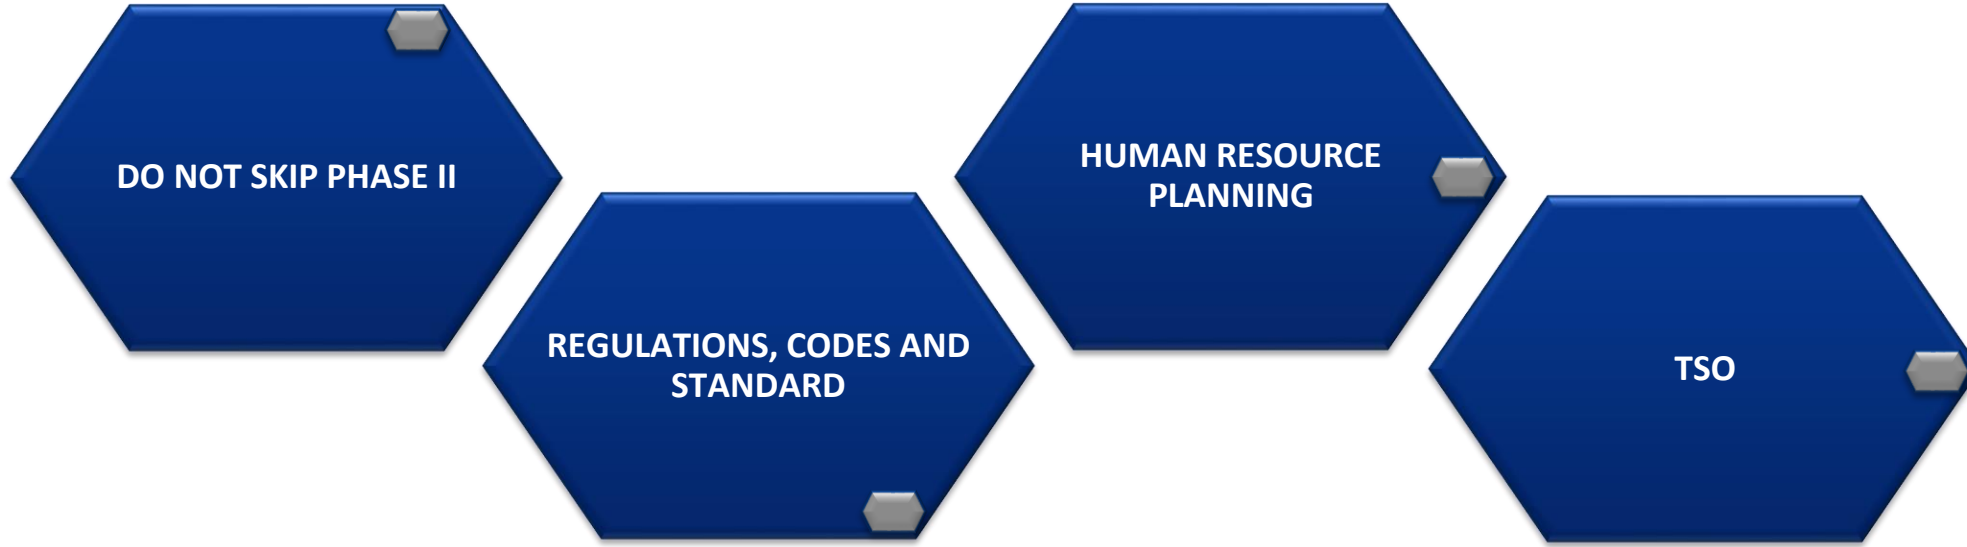 DO NOT SKIP PHASE II
REGULATIONS, CODES AND
STANDARD
HUMAN RESOURCE
PLANNING
TSO